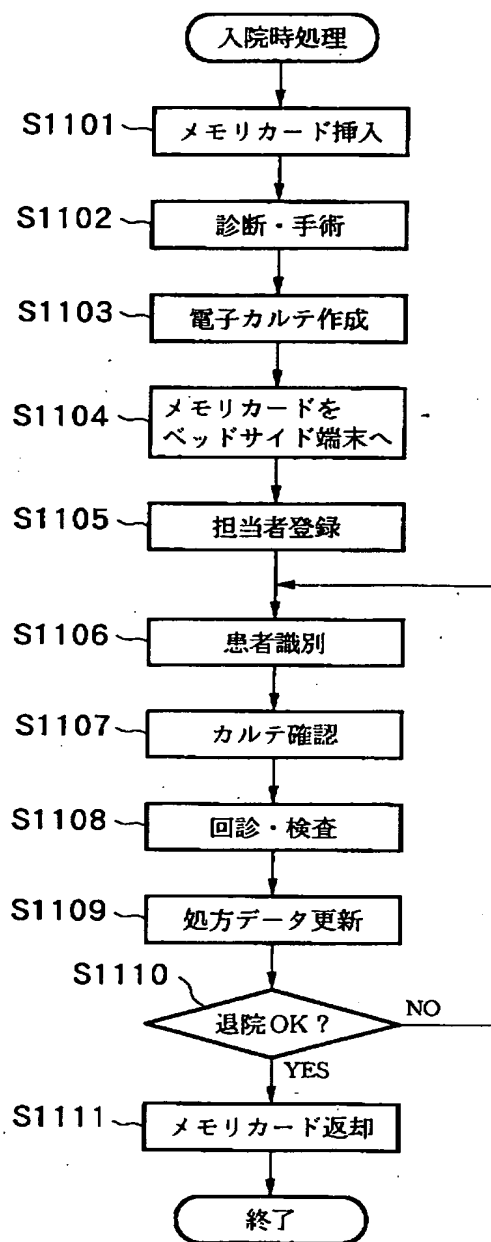 入院時処理
S1101
メモリカード挿入
S1102
診断・手術
S1103
電子カルテ作成
S1104
メモリカードを
ベッドサイド端末へ
S1105
担当者登録
S1106
患者識別
S1107
カルテ確認
S1108
回診・検査
S1109
処方データ更新
S1110
退院OK?
NO
YES
S1111
メモリカード返却
終了